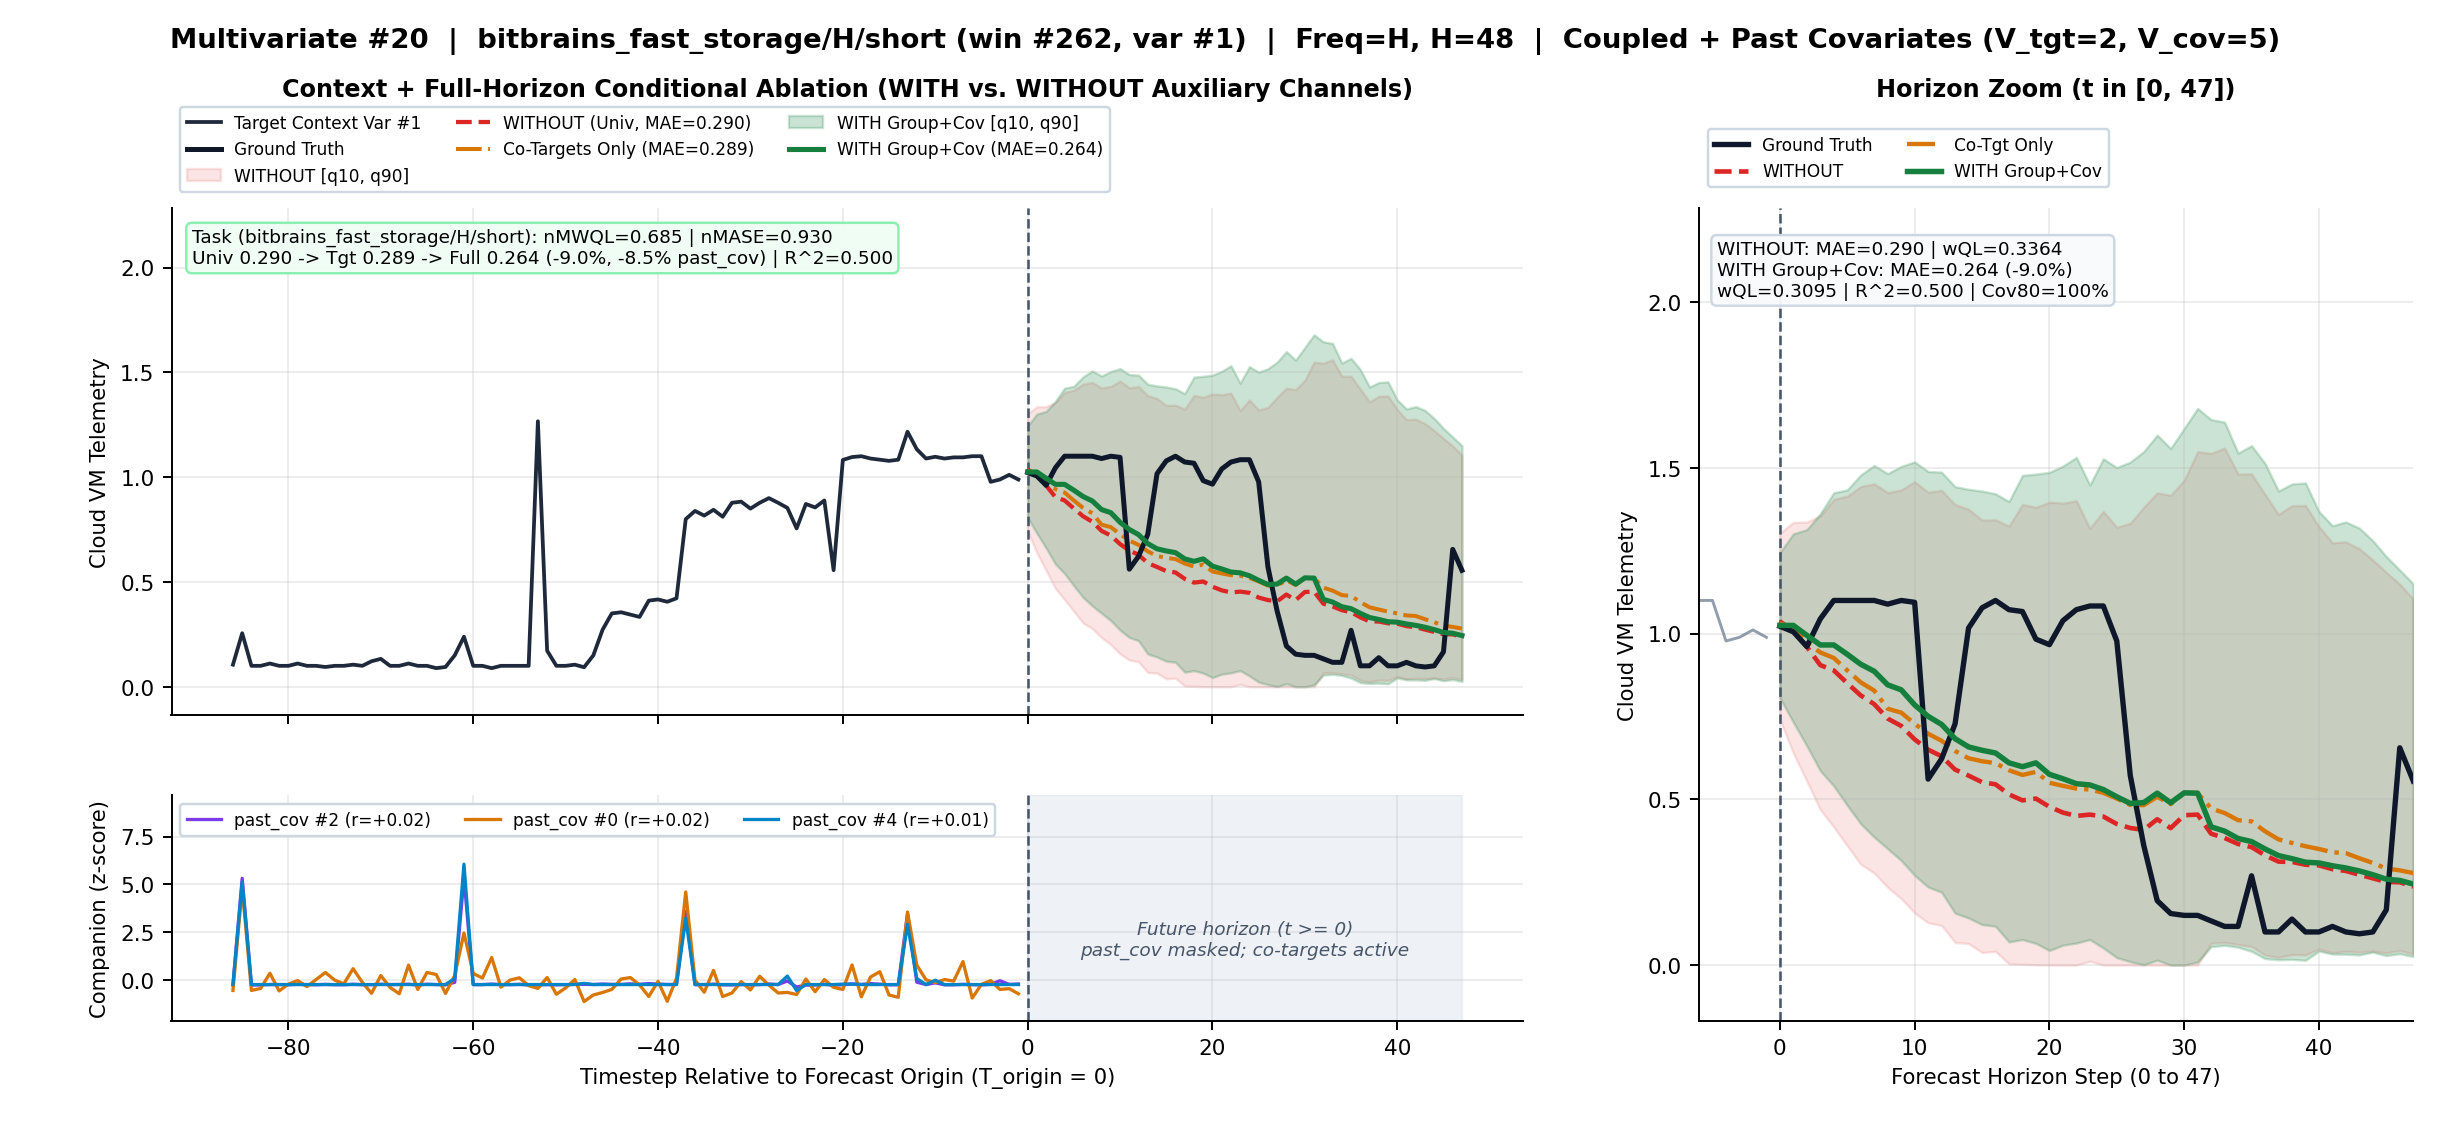 Multivariate #20 | bitbrains_fast_storage/H/short (win #262, var #1) | Freq=H, H=48 | Coupled + Past Covariates (V_tgt=2, V_cov=5)
Context + Full-Horizon Conditional Ablation (WITH vs. WITHOUT Auxiliary Channels)
Target Context Var #1
Ground Truth
WITHOUT [q10, q90]
WITHOUT (Univ, MAE=0.290)
Co-Targets Only (MAE=0.289)
WITH Group+Cov [q10, q90]
WITH Group+Cov (MAE=0.264)
Task (bitbrains_fast_storage/H/short): nMWQL=0.685 | nMASE=0.930
Univ 0.290 -> Tgt 0.289 -> Full 0.264 (-9.0%, -8.5% past_cov) | R^2=0.500
Cloud VM Telemetry
2.0
1.5
1.0
0.5
0.0
past_cov #2 (r=+0.02)
past_cov #0 (r=+0.02)
past_cov #4 (r=+0.01)
Companion (z-score)
7.5
5.0
2.5
0.0
Future horizon (t >= 0)
past_cov masked; co-targets active
−80
−60
−40
−20
0
20
40
Timestep Relative to Forecast Origin (T_origin = 0)
Horizon Zoom (t in [0, 47])
Ground Truth
WITHOUT
Co-Tgt Only
WITH Group+Cov
WITHOUT: MAE=0.290 | wQL=0.3364
WITH Group+Cov: MAE=0.264 (-9.0%)
wQL=0.3095 | R^2=0.500 | Cov80=100%
Cloud VM Telemetry
2.0
1.5
1.0
0.5
0.0
0
10
20
30
40
Forecast Horizon Step (0 to 47)